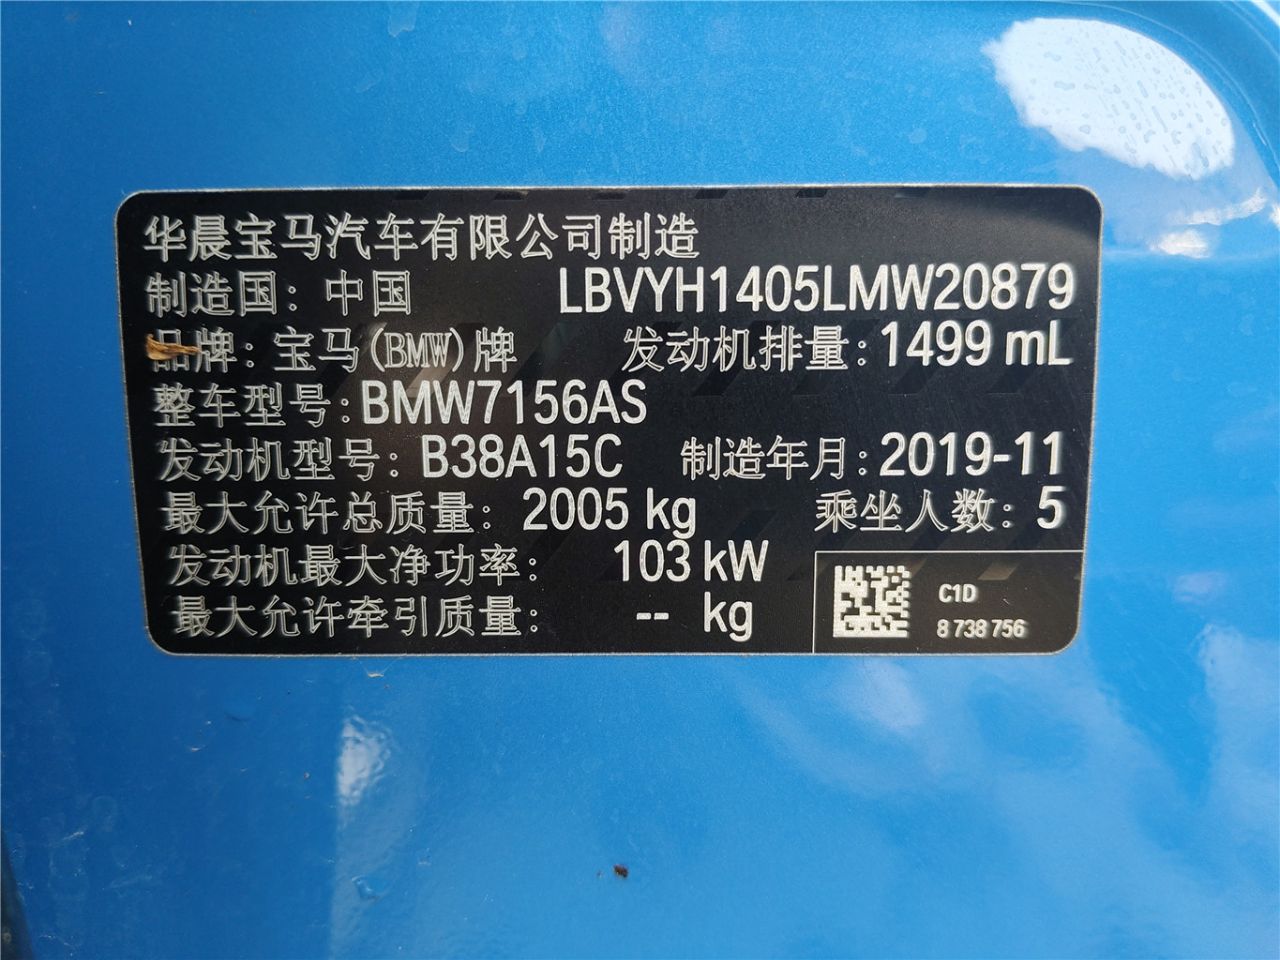 华晨宝马汽车有限公司制造
制造国：中国 LBVYH1405LMW20879
品牌：宝马(BMW)牌 发动机排量：1499 mL
整车型号：BMW7156AS
发动机型号：B38A15C 制造年月：2019-11
最大允许总质量：2005 kg 乘坐人数：5
发动机最大净功率：103 kW
最大允许牵引质量：-- kg
C1D
8 738 756